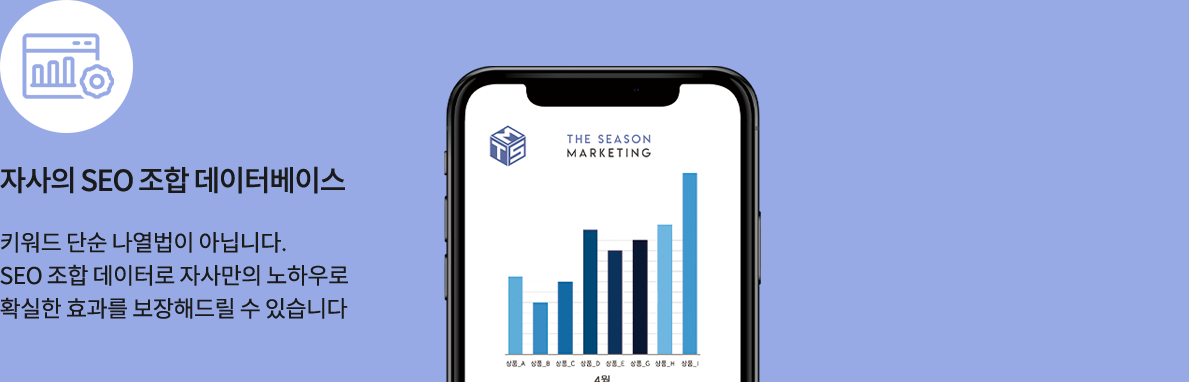 자사의 SEO 조합 데이터베이스
키워드 단순 나열법이 아닙니다.
SEO 조합 데이터로 자사만의 노하우로
확실한 효과를 보장해드릴 수 있습니다
MTS
THE SEASON
MARKETING
상품_A 상품_B 상품_C 상품_D 상품_E 상품_G 상품_H 상품_I
4월